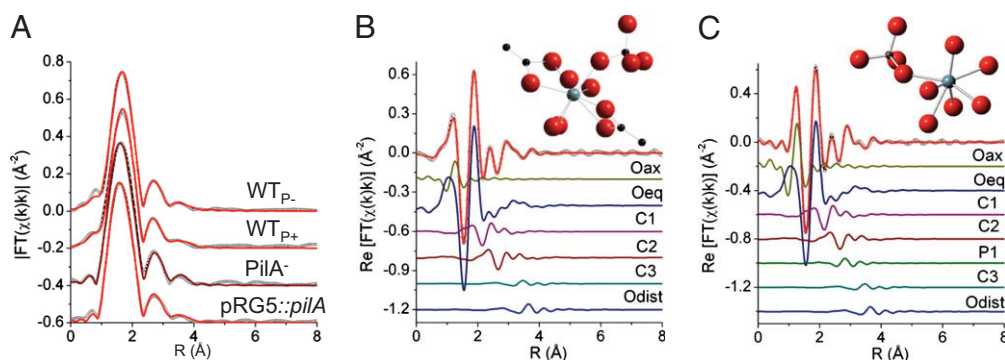 A
|FT(χ(k)k)| (Å⁻²)
0.8
0.6
0.4
0.2
0.0
-0.2
-0.4
-0.6
WT_P-
WT_P+
PilA⁻
pRG5::pilA
0 2 4 6 8
R (Å)
B
Re [FT(χ(k)k)] (Å⁻²)
0.6
0.3
0.0
-0.3
-0.6
-0.9
-1.2
Oax
Oeq
C1
C2
C3
Odist
0 2 4 6 8
R (Å)
C
Re [FT(χ(k)k)] (Å⁻²)
0.4
0.0
-0.4
-0.8
-1.2
Oax
Oeq
C1
C2
P1
C3
Odist
0 2 4 6 8
R (Å)